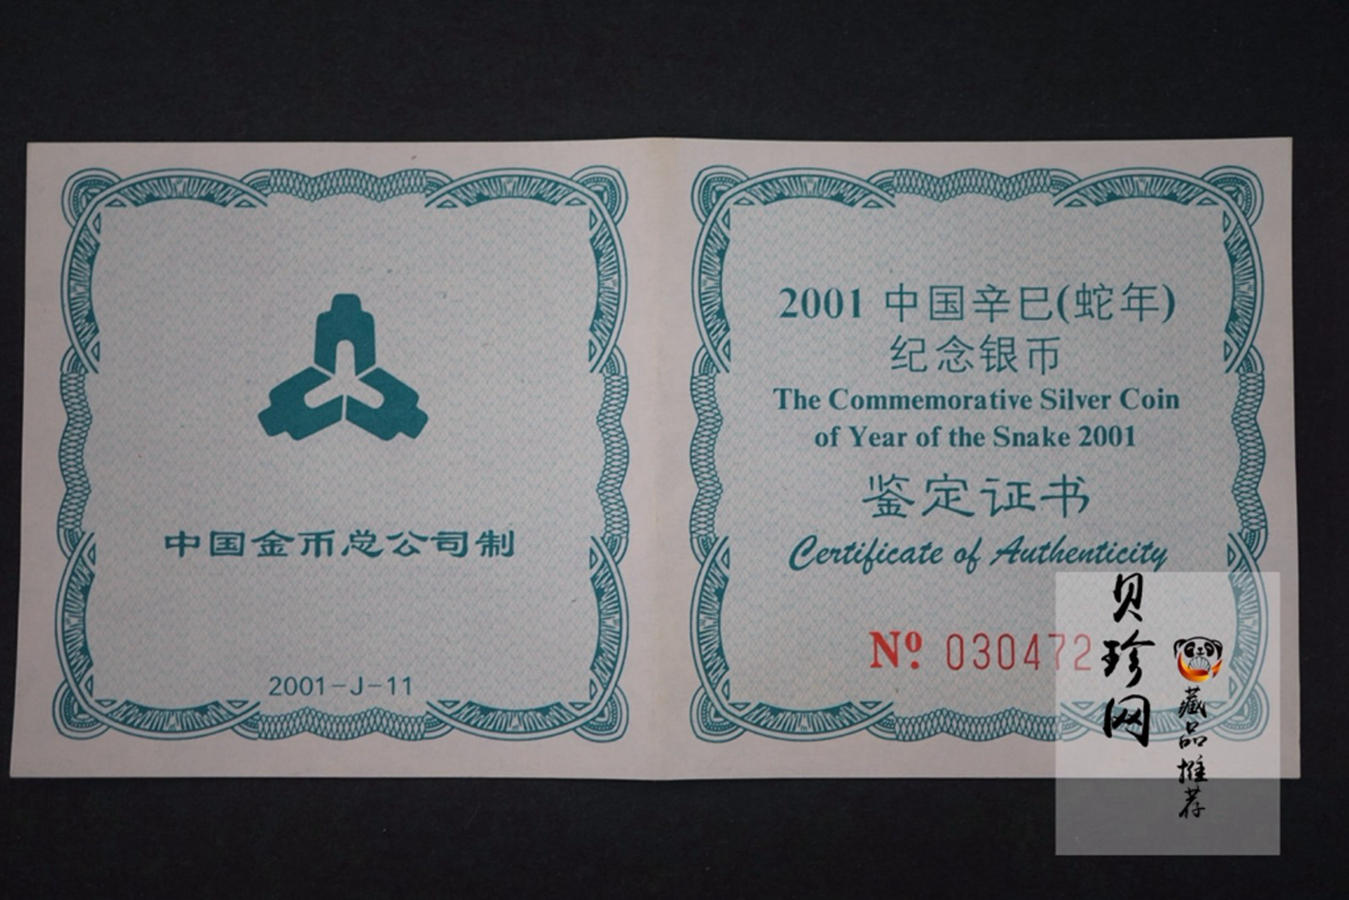 中国金币总公司制
2001-J-11
2001 中国辛巳(蛇年)
纪念银币
The Commemorative Silver Coin
of Year of the Snake 2001
鉴定证书
Certificate of Authenticity
Nº 030472
贝珍网
藏品推荐